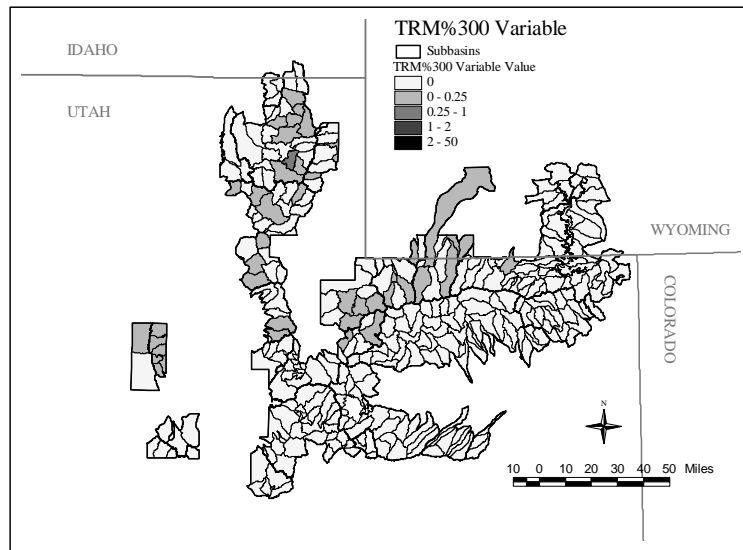 TRM%300 Variable
Subbasins
TRM%300 Variable Value
0
0 - 0.25
0.25 - 1
1 - 2
2 - 50
IDAHO
UTAH
WYOMING
COLORADO
N
10 0 10 20 30 40 50 Miles